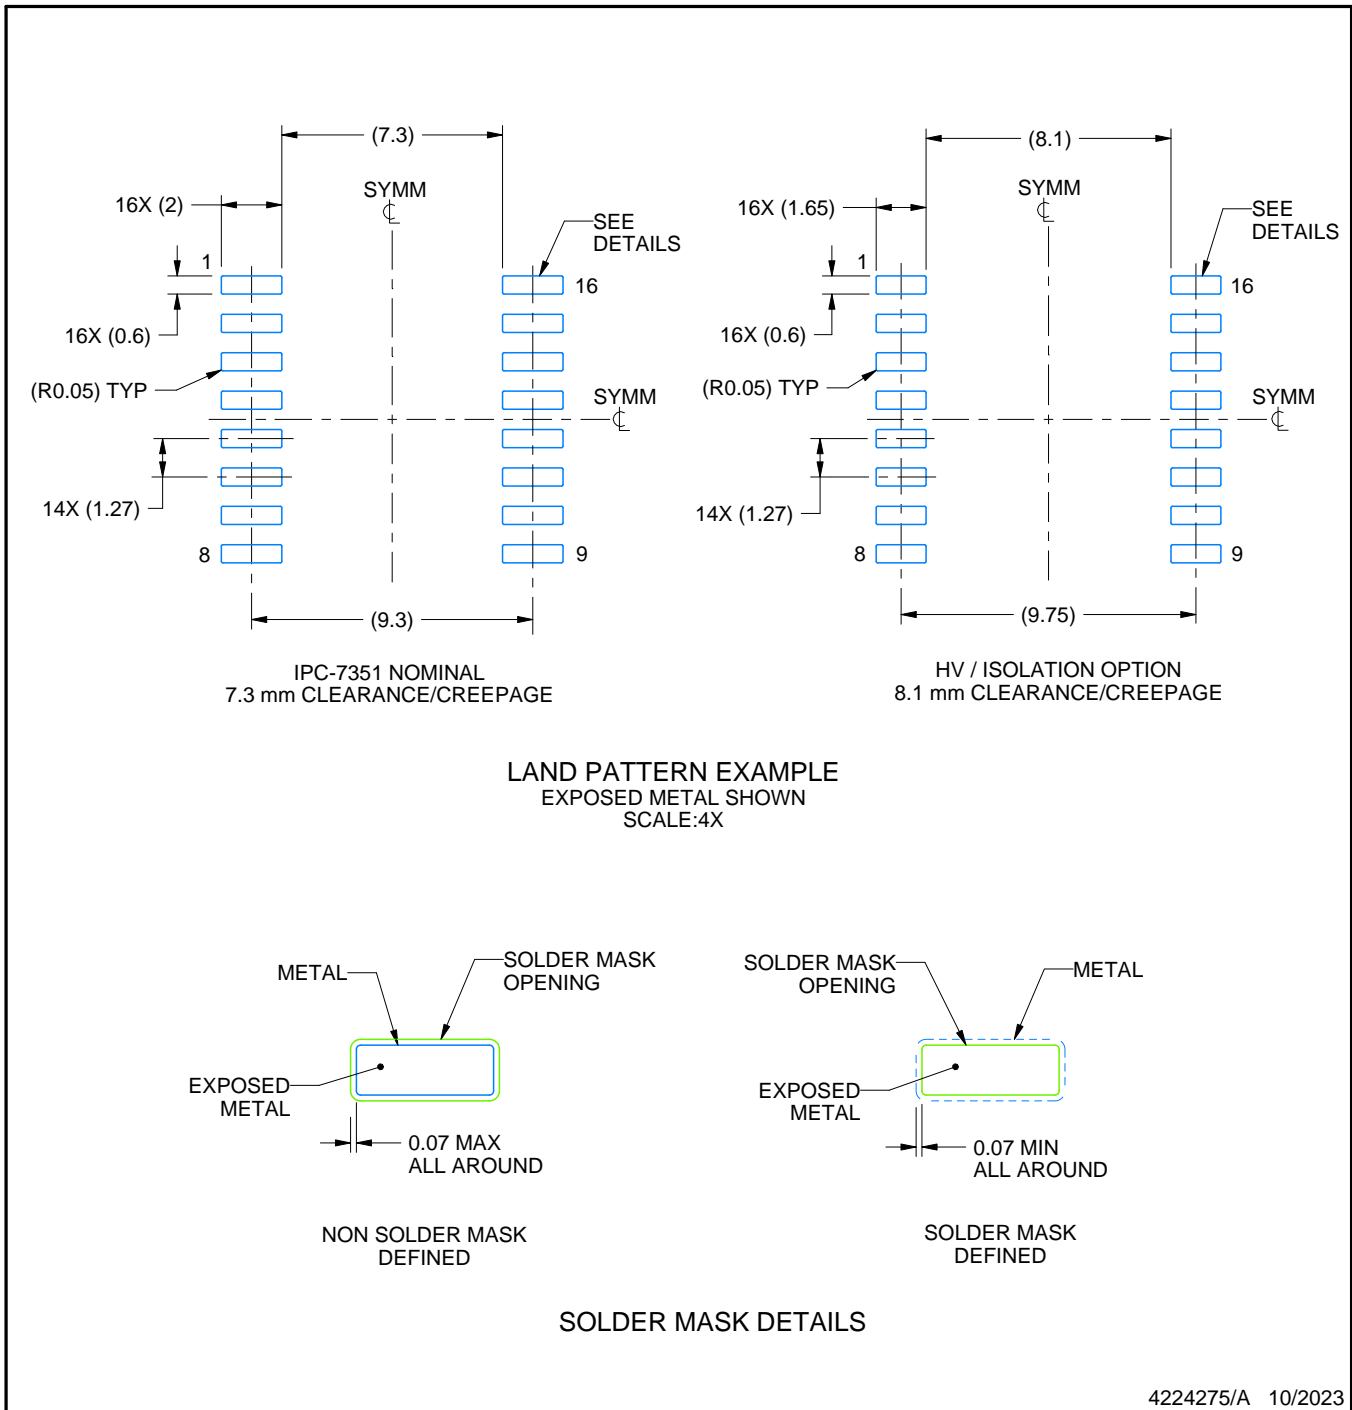 (7.3)
SYMM
16X (2)
SEE
DETAILS
1
16
16X (0.6)
(R0.05) TYP
SYMM
14X (1.27)
8
9
(9.3)
IPC-7351 NOMINAL
7.3 mm CLEARANCE/CREEPAGE
(8.1)
SYMM
16X (1.65)
SEE
DETAILS
1
16
16X (0.6)
(R0.05) TYP
SYMM
14X (1.27)
8
9
(9.75)
HV / ISOLATION OPTION
8.1 mm CLEARANCE/CREEPAGE
LAND PATTERN EXAMPLE
EXPOSED METAL SHOWN
SCALE:4X
METAL
SOLDER MASK
OPENING
EXPOSED
METAL
0.07 MAX
ALL AROUND
NON SOLDER MASK
DEFINED
SOLDER MASK
OPENING
METAL
EXPOSED
METAL
0.07 MIN
ALL AROUND
SOLDER MASK
DEFINED
SOLDER MASK DETAILS
4224275/A 10/2023